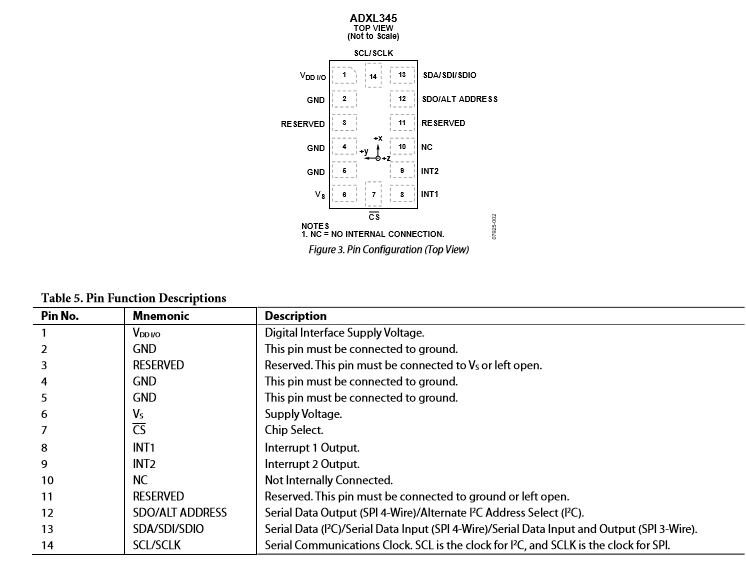 ADXL345
TOP VIEW
(Not to Scale)
SCL/SCLK
VDD I/O 1 14 13 SDA/SDI/SDIO
GND 2 12 SDO/ALT ADDRESS
RESERVED 3 11 RESERVED
+x
GND 4 10 NC
+y
+z
GND 5 9 INT2
VS 6 7 8 INT1
CS
NOTES
1. NC = NO INTERNAL CONNECTION.
07925-002
Figure 3. Pin Configuration (Top View)
Table 5. Pin Function Descriptions
Pin No. Mnemonic Description
1 VDD I/O Digital Interface Supply Voltage.
2 GND This pin must be connected to ground.
3 RESERVED Reserved. This pin must be connected to VS or left open.
4 GND This pin must be connected to ground.
5 GND This pin must be connected to ground.
6 VS Supply Voltage.
7 CS Chip Select.
8 INT1 Interrupt 1 Output.
9 INT2 Interrupt 2 Output.
10 NC Not Internally Connected.
11 RESERVED Reserved. This pin must be connected to ground or left open.
12 SDO/ALT ADDRESS Serial Data Output (SPI 4-Wire)/Alternate I²C Address Select (I²C).
13 SDA/SDI/SDIO Serial Data (I²C)/Serial Data Input (SPI 4-Wire)/Serial Data Input and Output (SPI 3-Wire).
14 SCL/SCLK Serial Communications Clock. SCL is the clock for I²C, and SCLK is the clock for SPI.